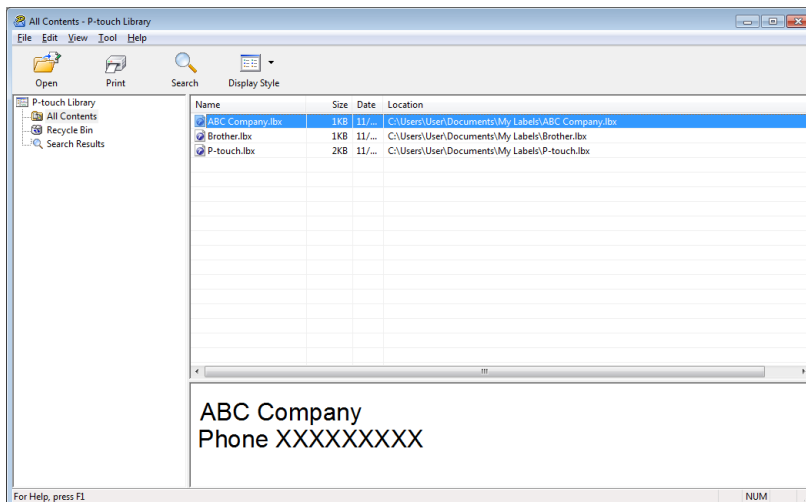 All Contents - P-touch Library
File Edit View Tool Help
Open Print Search Display Style
P-touch Library
All Contents
Recycle Bin
Search Results
Name Size Date Location
ABC Company.lbx 1KB 11/... C:\Users\User\Documents\My Labels\ABC Company.lbx
Brother.lbx 1KB 11/... C:\Users\User\Documents\My Labels\Brother.lbx
P-touch.lbx 2KB 11/... C:\Users\User\Documents\My Labels\P-touch.lbx
ABC Company
Phone XXXXXXXXX
For Help, press F1 NUM